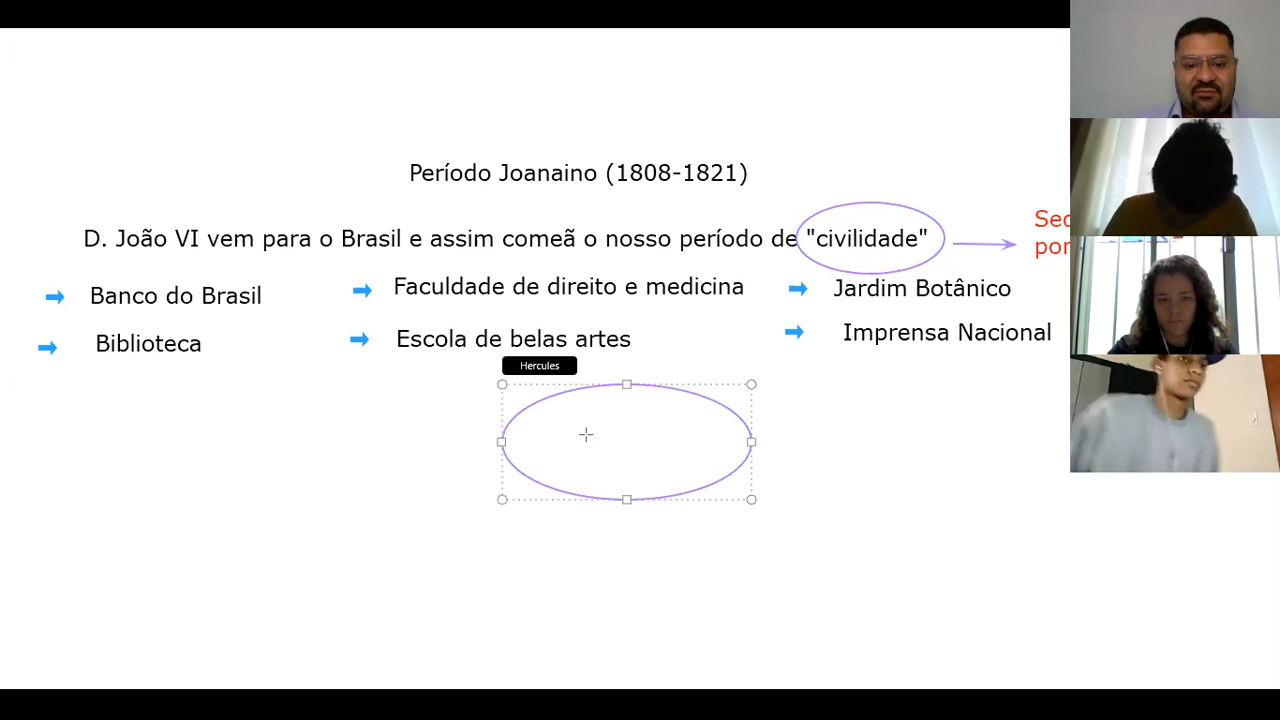 Período Joanaino (1808-1821)
D. João VI vem para o Brasil e assim comeã o nosso período de "civilidade"
Banco do Brasil
Faculdade de direito e medicina
Jardim Botânico
Biblioteca
Escola de belas artes
Imprensa Nacional
Hercules